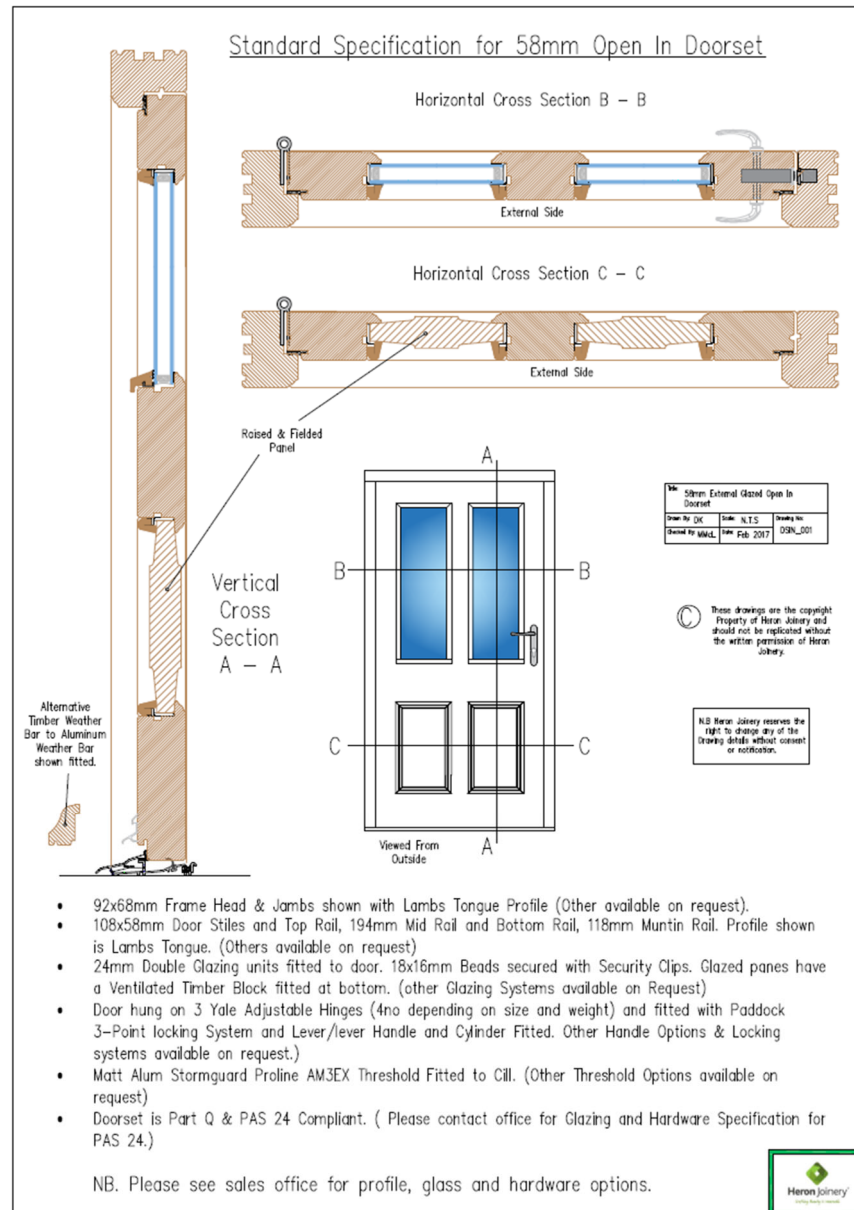 Standard Specification for 58mm Open In Doorset
Horizontal Cross Section B - B
External Side
Horizontal Cross Section C - C
External Side
Raised & Fielded
Panel
A
B
B
C
C
A
Viewed From
Outside
Vertical
Cross
Section
A - A
Alternative
Timber Weather
Bar to Aluminum
Weather Bar
shown fitted.
Title: 58mm External Glazed Open In
Doorset
Drawn By: DK Scale: N.T.S Drawing No:
Checked By: MMcL Date: Feb 2017 DSIN_001
C
These drawings are the copyright
Property of Heron Joinery and
should not be replicated without
the written permission of Heron
Joinery.
N.B Heron Joinery reserves the
right to change any of the
Drawing details without consent
or notification.
• 92x68mm Frame Head & Jambs shown with Lambs Tongue Profile (Other available on request).
• 108x58mm Door Stiles and Top Rail, 194mm Mid Rail and Bottom Rail, 118mm Muntin Rail. Profile shown
is Lambs Tongue. (Others available on request)
• 24mm Double Glazing units fitted to door. 18x16mm Beads secured with Security Clips. Glazed panes have
a Ventilated Timber Block fitted at bottom. (other Glazing Systems available on Request)
• Door hung on 3 Yale Adjustable Hinges (4no depending on size and weight) and fitted with Paddock
3-Point locking System and Lever/lever Handle and Cylinder Fitted. Other Handle Options & Locking
systems available on request.)
• Matt Alum Stormguard Proline AM3EX Threshold Fitted to Cill. (Other Threshold Options available on
request)
• Doorset is Part Q & PAS 24 Compliant. ( Please contact office for Glazing and Hardware Specification for
PAS 24.)
NB. Please see sales office for profile, glass and hardware options.
Heron Joinery